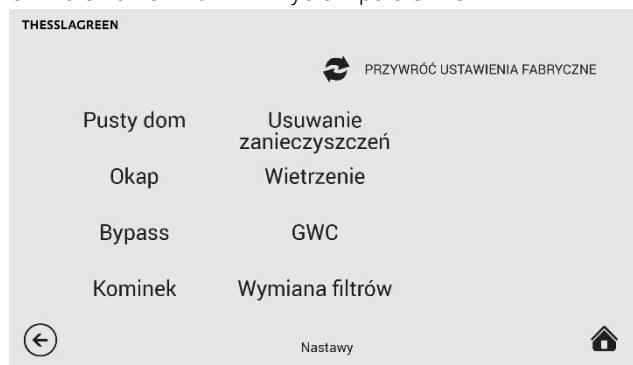 THESSLAGREEN
PRZYWRÓĆ USTAWIENIA FABRYCZNE
Pusty dom
Usuwanie
zanieczyszczeń
Okap
Wietrzenie
Bypass
GWC
Kominek
Wymiana filtrów
Nastawy